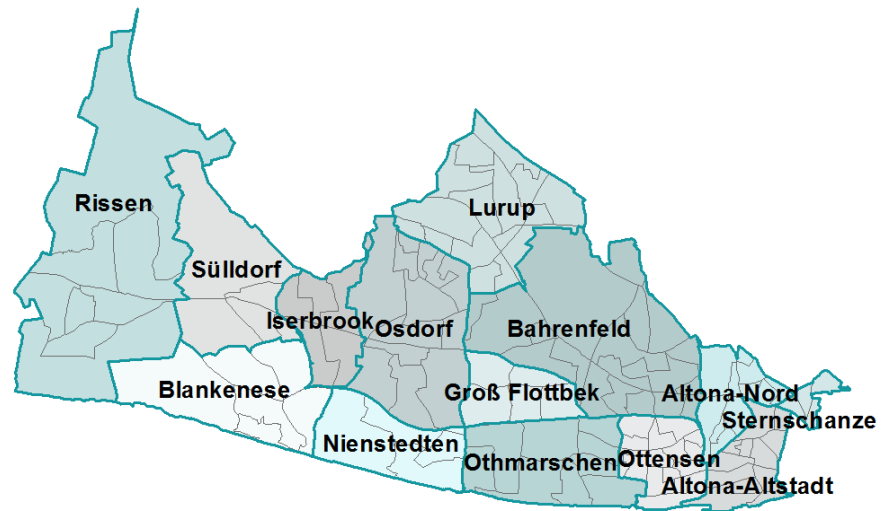 Rissen
Lurup
Sülldorf
Iserbrook
Osdorf
Bahrenfeld
Blankenese
Groß Flottbek
Altona-Nord
Sternschanze
Nienstedten
Othmarschen
Ottensen
Altona-Altstadt